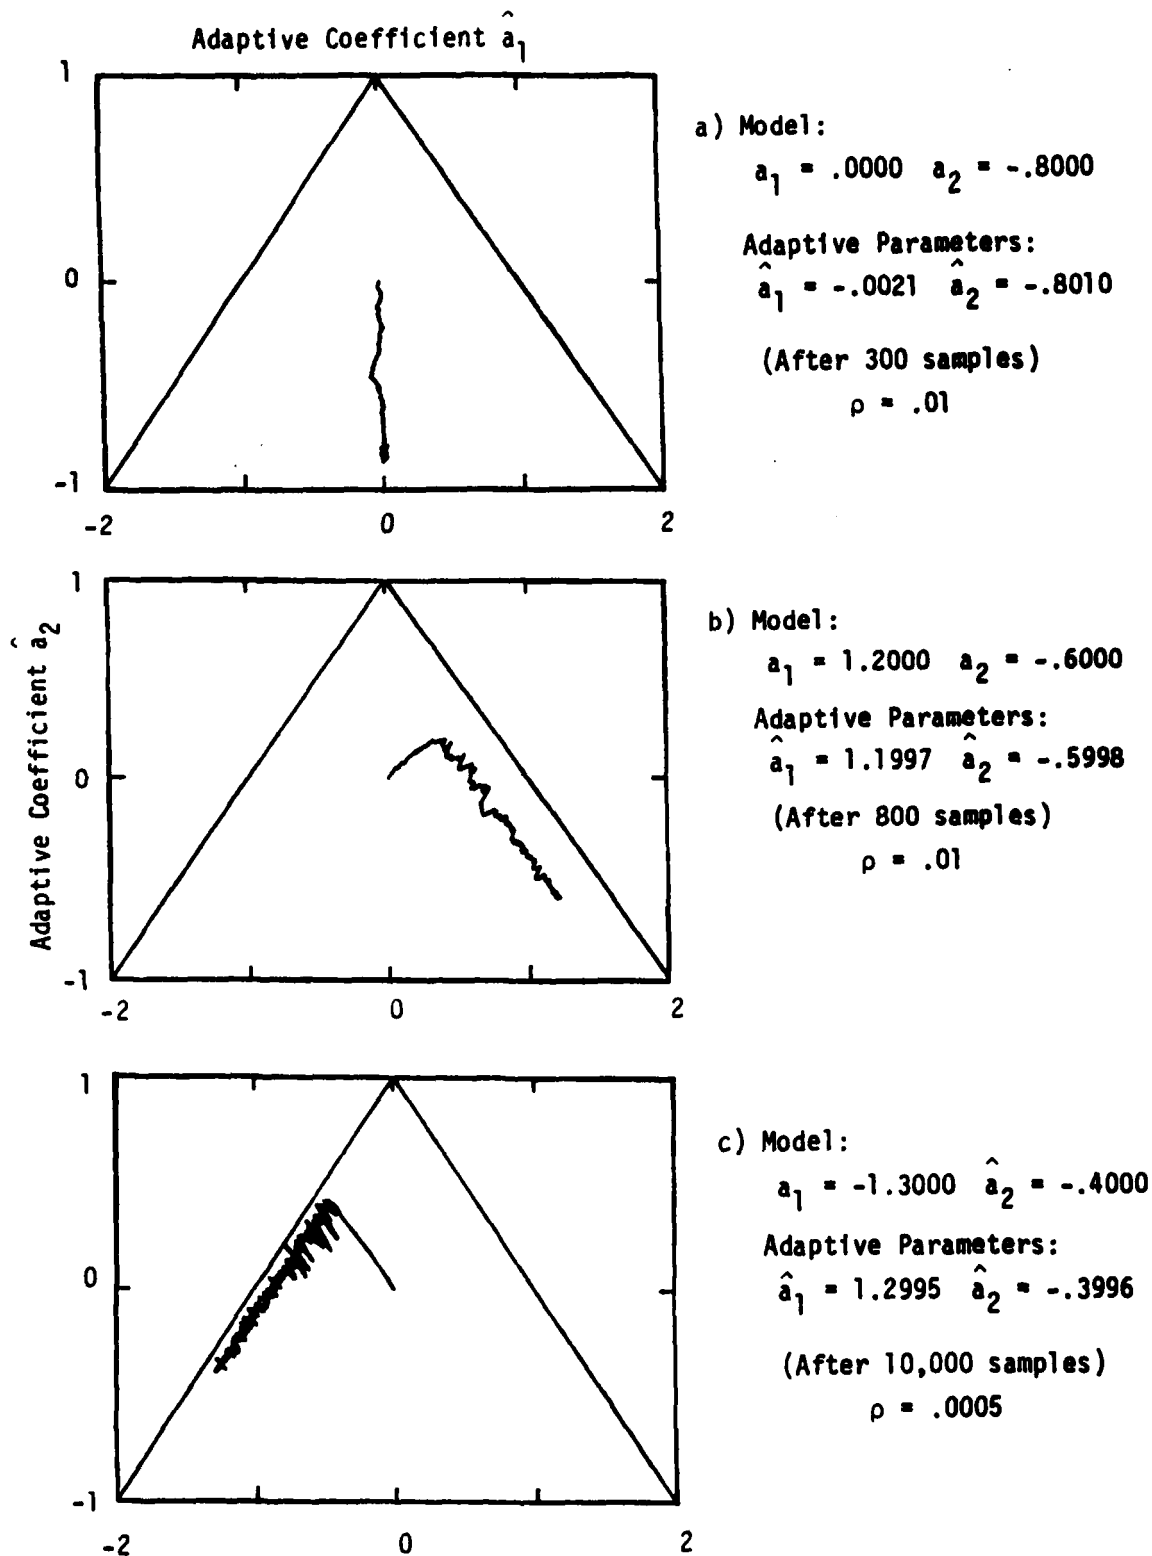 Adaptive Coefficient â₁
1
0
-1
-2 0 2
a) Model:
a₁ = .0000 a₂ = -.8000
Adaptive Parameters:
â₁ = -.0021 â₂ = -.8010
(After 300 samples)
ρ = .01
Adaptive Coefficient â₂
1
0
-1
-2 0 2
b) Model:
a₁ = 1.2000 a₂ = -.6000
Adaptive Parameters:
â₁ = 1.1997 â₂ = -.5998
(After 800 samples)
ρ = .01
1
0
-1
-2 0 2
c) Model:
a₁ = -1.3000 â₂ = -.4000
Adaptive Parameters:
â₁ = 1.2995 â₂ = -.3996
(After 10,000 samples)
ρ = .0005